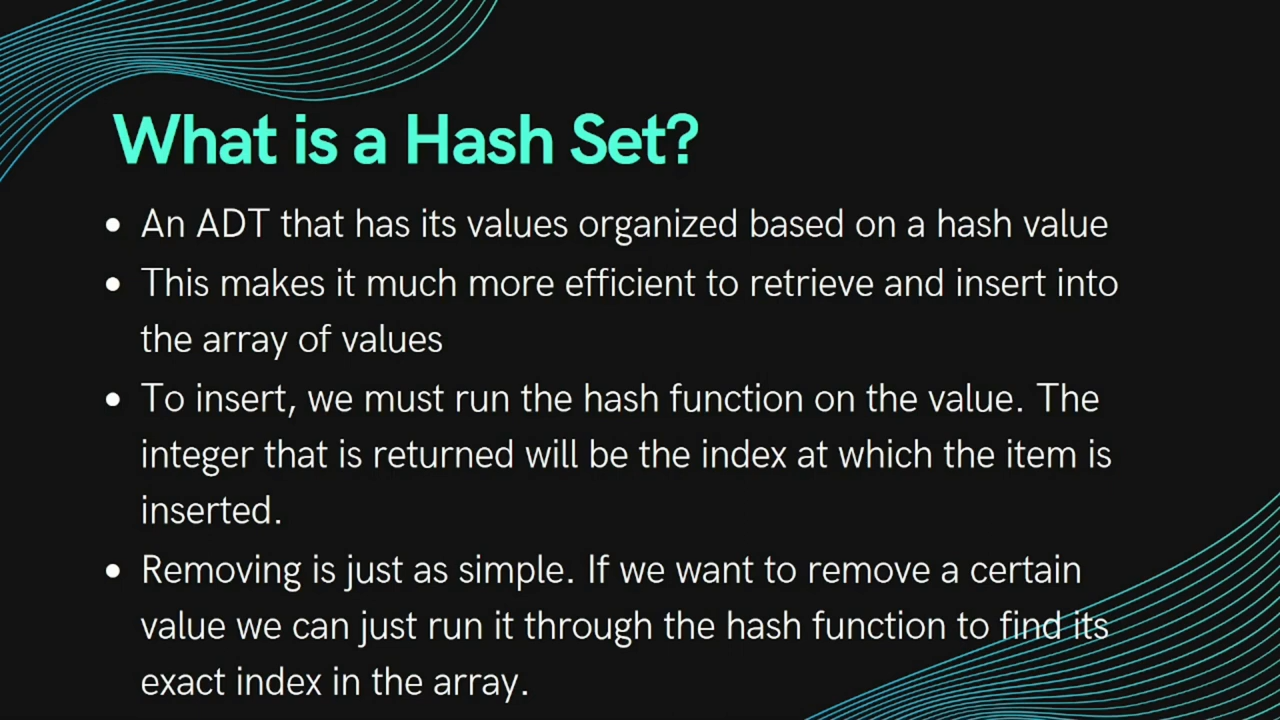 What is a Hash Set?
• An ADT that has its values organized based on a hash value
• This makes it much more efficient to retrieve and insert into
the array of values
• To insert, we must run the hash function on the value. The
integer that is returned will be the index at which the item is
inserted.
• Removing is just as simple. If we want to remove a certain
value we can just run it through the hash function to find its
exact index in the array.